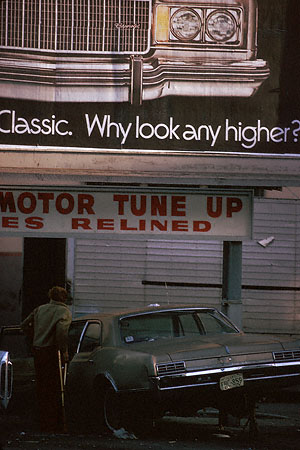 Classic. Why look any higher?
MOTOR TUNE UP
ES RELINED